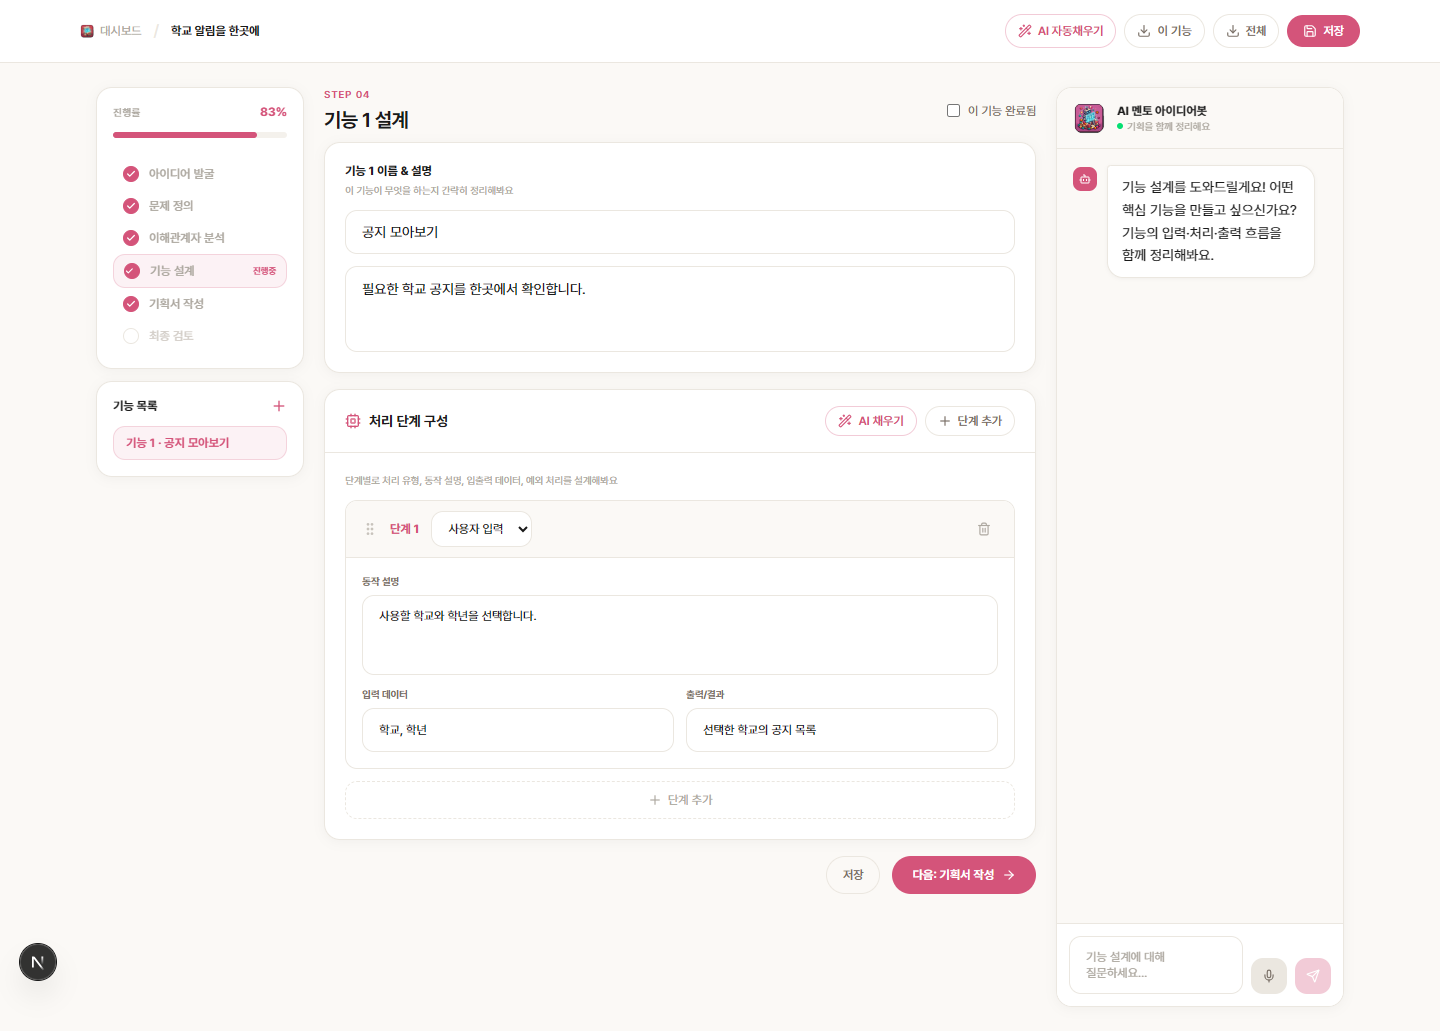 대시보드 / 학교 알림을 한곳에
AI 자동채우기
이 기능
전체
저장
진행률 83%
아이디어 발굴
문제 정의
이해관계자 분석
기능 설계 진행중
기획서 작성
최종 검토
기능 목록
기능 1 · 공지 모아보기
STEP 04
기능 1 설계
이 기능 완료됨
기능 1 이름 & 설명
이 기능이 무엇을 하는지 간략히 정리해봐요
공지 모아보기
필요한 학교 공지를 한곳에서 확인합니다.
처리 단계 구성
AI 채우기
단계 추가
단계별로 처리 유형, 동작 설명, 입출력 데이터, 예외 처리를 설계해봐요
단계 1
사용자 입력
동작 설명
사용할 학교와 학년을 선택합니다.
입력 데이터
학교, 학년
출력/결과
선택한 학교의 공지 목록
단계 추가
저장
다음: 기획서 작성
AI 멘토 아이디어봇
기획을 함께 정리해요
기능 설계를 도와드릴게요! 어떤
핵심 기능을 만들고 싶으신가요?
기능의 입력·처리·출력 흐름을
함께 정리해봐요.
기능 설계에 대해
질문하세요...
N